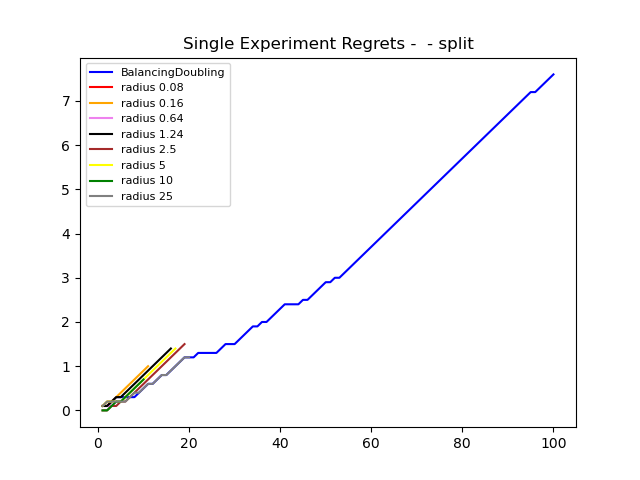 Single Experiment Regrets -  - split
BalancingDoubling
radius 0.08
radius 0.16
radius 0.64
radius 1.24
radius 2.5
radius 5
radius 10
radius 25
7
6
5
4
3
2
1
0
0 20 40 60 80 100